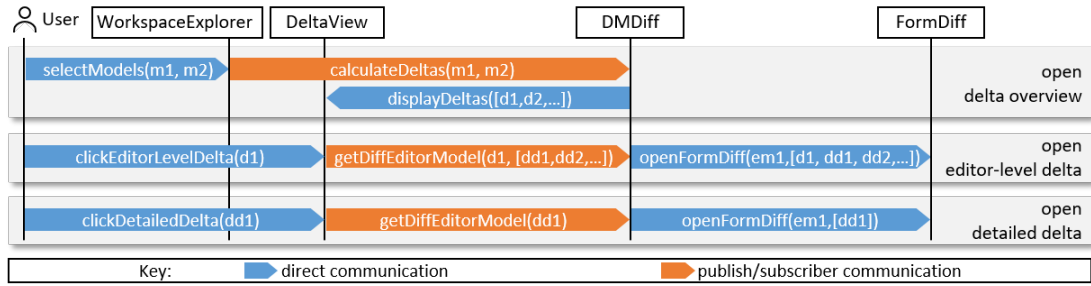 User
WorkspaceExplorer
DeltaView
DMDiff
FormDiff
selectModels(m1, m2)
calculateDeltas(m1, m2)
displayDeltas([d1,d2,…])
open
delta overview
clickEditorLevelDelta(d1)
getDiffEditorModel(d1, [dd1,dd2,…])
openFormDiff(em1,[d1, dd1, dd2,…])
open
editor-level delta
clickDetailedDelta(dd1)
getDiffEditorModel(dd1)
openFormDiff(em1,[dd1])
open
detailed delta
Key:
direct communication
publish/subscriber communication